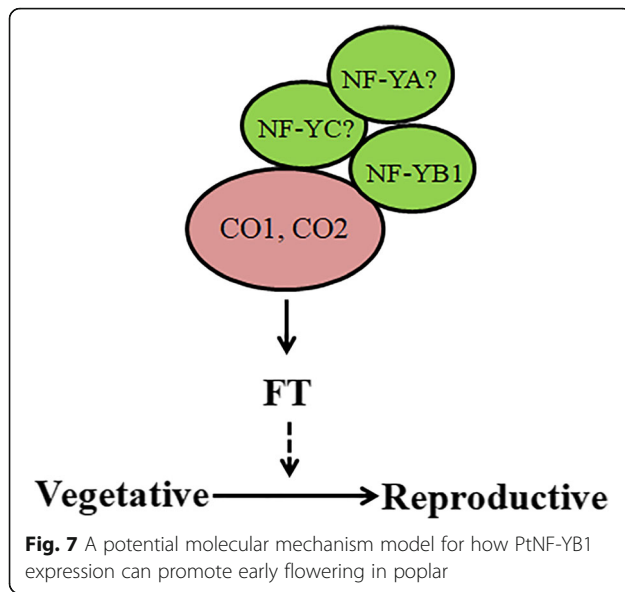 NF-YA?
NF-YC?
NF-YB1
CO1, CO2
FT
Vegetative
Reproductive
Fig. 7 A potential molecular mechanism model for how PtNF-YB1
expression can promote early flowering in poplar